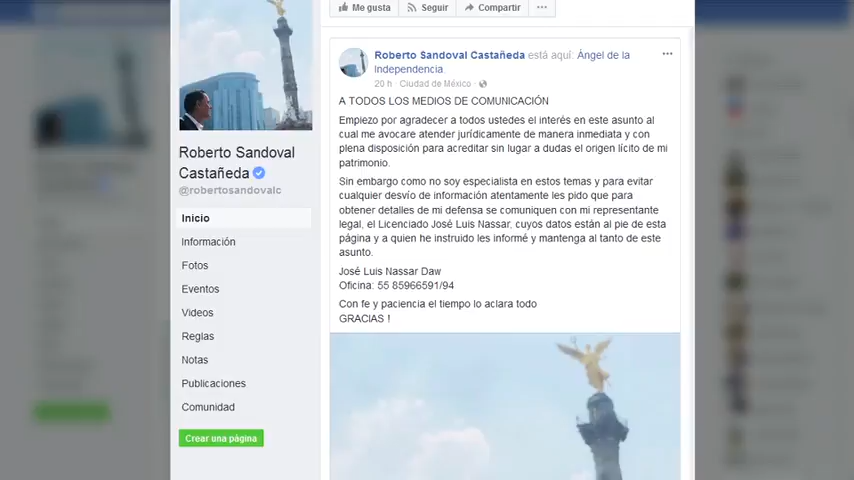 Me gusta
Seguir
Compartir
Roberto Sandoval
Castañeda
@robertosandovalc
Inicio
Información
Fotos
Eventos
Videos
Reglas
Notas
Publicaciones
Comunidad
Crear una página
Roberto Sandoval Castañeda está aquí: Ángel de la
Independencia.
20 h · Ciudad de México ·
A TODOS LOS MEDIOS DE COMUNICACIÓN
Empiezo por agradecer a todos ustedes el interés en este asunto al
cual me avocare atender jurídicamente de manera inmediata y con
plena disposición para acreditar sin lugar a dudas el origen lícito de mi
patrimonio.
Sin embargo como no soy especialista en estos temas y para evitar
cualquier desvío de información atentamente les pido que para
obtener detalles de mi defensa se comuniquen con mi representante
legal, el Licenciado José Luis Nassar, cuyos datos están al pie de esta
página y a quien he instruido les informé y mantenga al tanto de este
asunto.
José Luis Nassar Daw
Oficina: 55 85966591/94
Con fe y paciencia el tiempo lo aclara todo
GRACIAS !